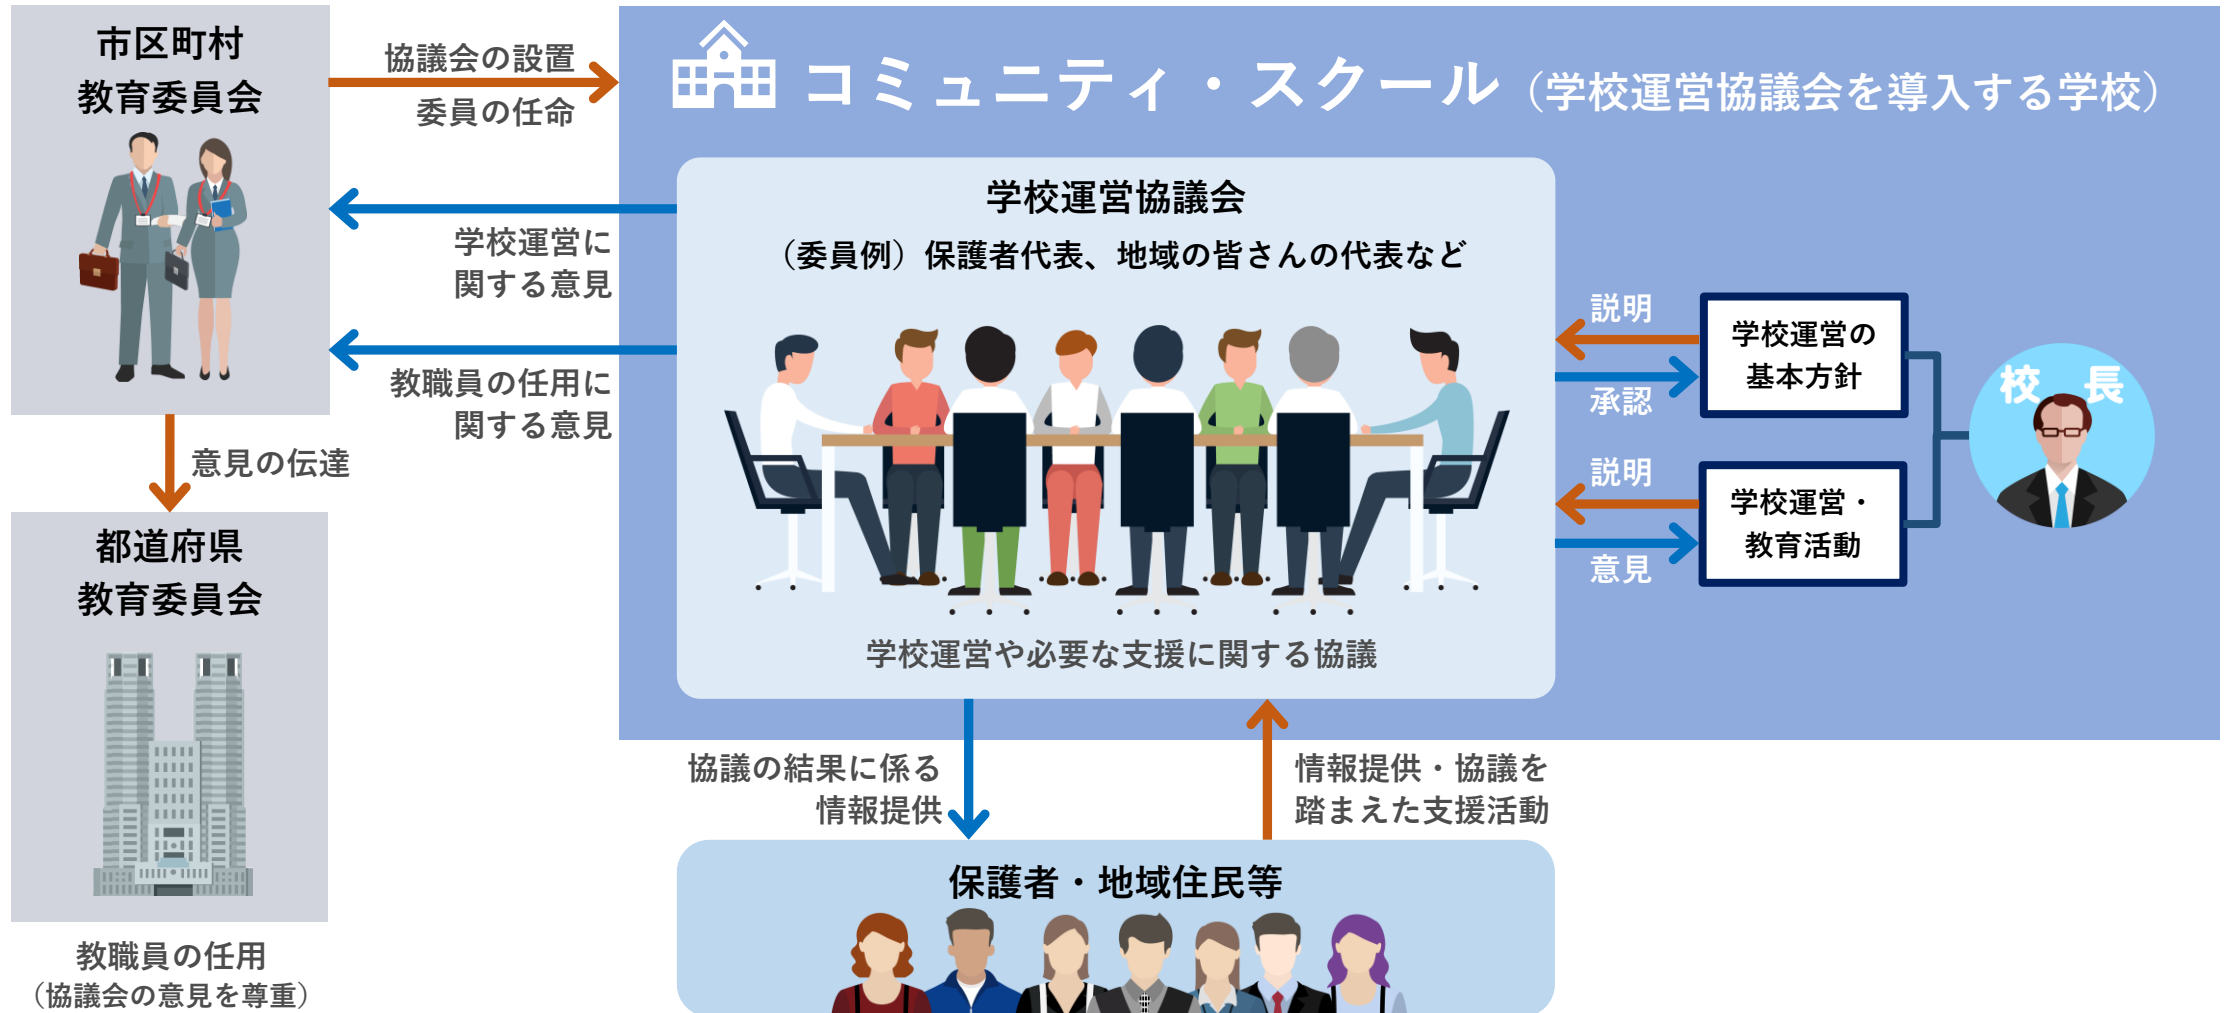 市区町村
教育委員会
協議会の設置
委員の任命
コミュニティ・スクール（学校運営協議会を導入する学校）
学校運営協議会
（委員例）保護者代表、地域の皆さんの代表など
学校運営に
関する意見
教職員の任用に
関する意見
意見の伝達
説明
承認
学校運営の
基本方針
校長
説明
意見
学校運営・
教育活動
学校運営や必要な支援に関する協議
都道府県
教育委員会
教職員の任用
（協議会の意見を尊重）
協議の結果に係る
情報提供
情報提供・協議を
踏まえた支援活動
保護者・地域住民等